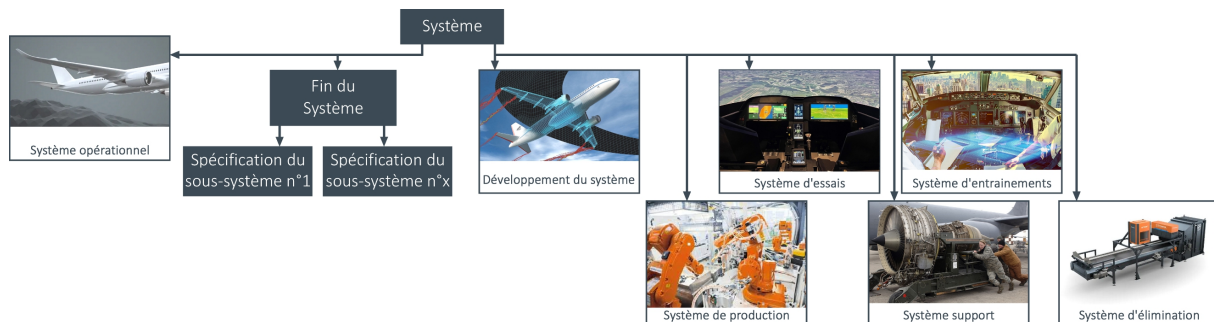 Système
Système opérationnel
Fin du
Système
Spécification du
sous-système n°1
Spécification du
sous-système n°x
Développement du système
Système d'essais
Système d'entrainements
Système de production
Système support
Système d'élimination